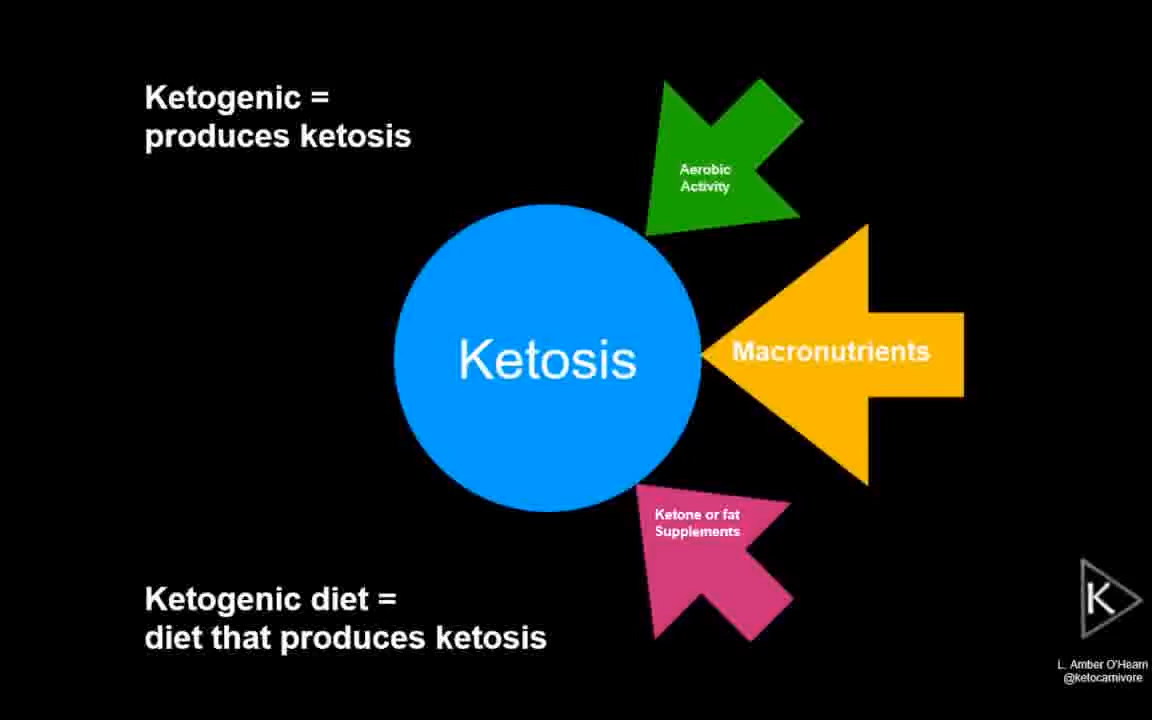 Ketogenic =
produces ketosis
Aerobic
Activity
Ketosis
Macronutrients
Ketone or fat
Supplements
Ketogenic diet =
diet that produces ketosis
K
L. Amber O'Hearn
@ketocarnivore